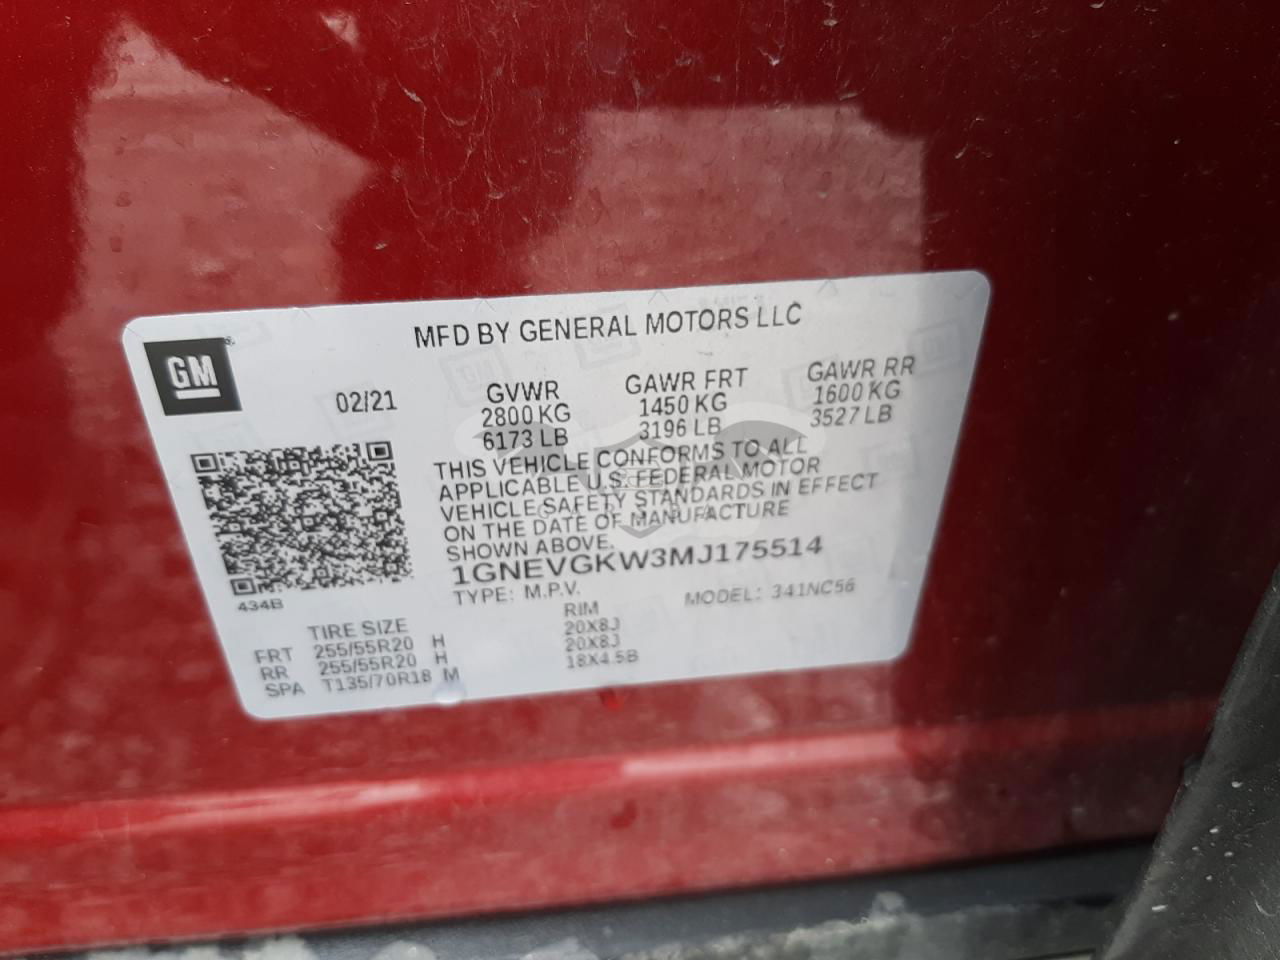 GM
MFD BY GENERAL MOTORS LLC
02/21
GVWR
2800 KG
6173 LB
GAWR FRT
1450 KG
3196 LB
GAWR RR
1600 KG
3527 LB
THIS VEHICLE CONFORMS TO ALL
APPLICABLE U.S. FEDERAL MOTOR
VEHICLE SAFETY STANDARDS IN EFFECT
ON THE DATE OF MANUFACTURE
SHOWN ABOVE.
1GNEVGKW3MJ175514
TYPE: M.P.V. MODEL: 341NC56
434B
TIRE SIZE RIM
FRT 255/55R20 H 20X8J
RR 255/55R20 H 20X8J
SPA T135/70R18 M 18X4.5B